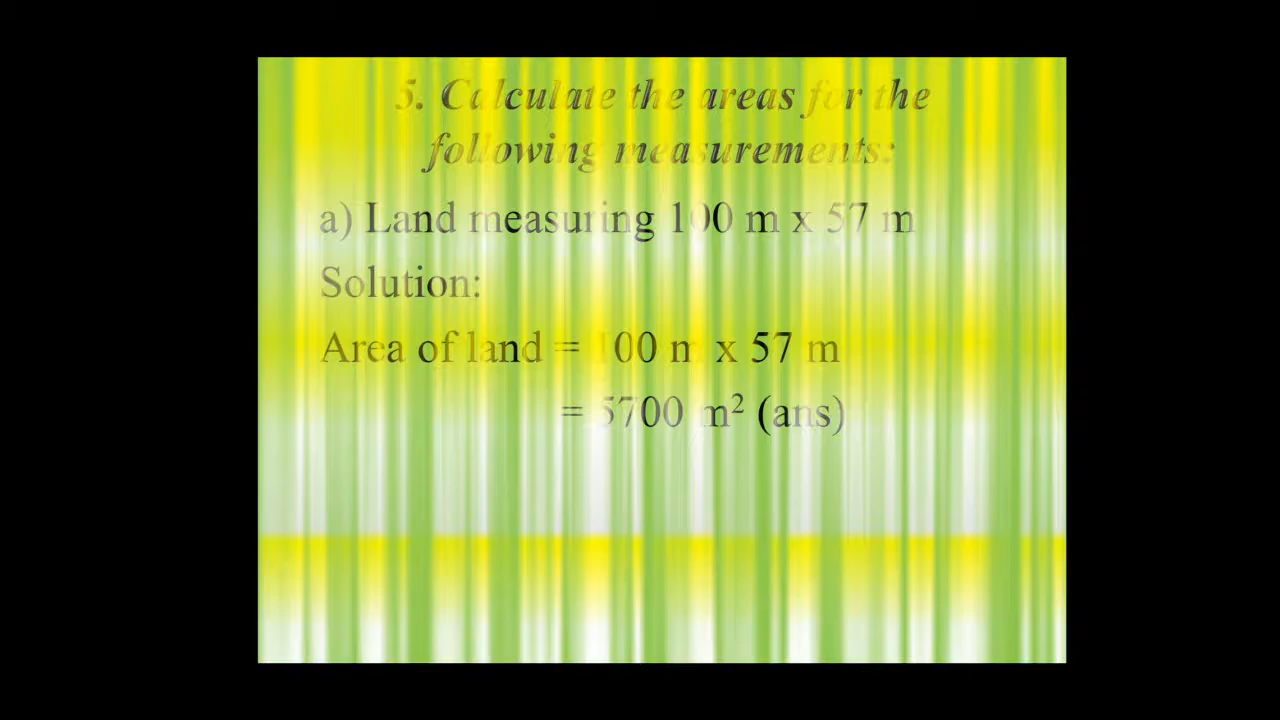 5. Calculate the areas for the
following measurements:
a) Land measuring 100 m x 57 m
Solution:
Area of land = 100 m x 57 m
= 5700 m² (ans)